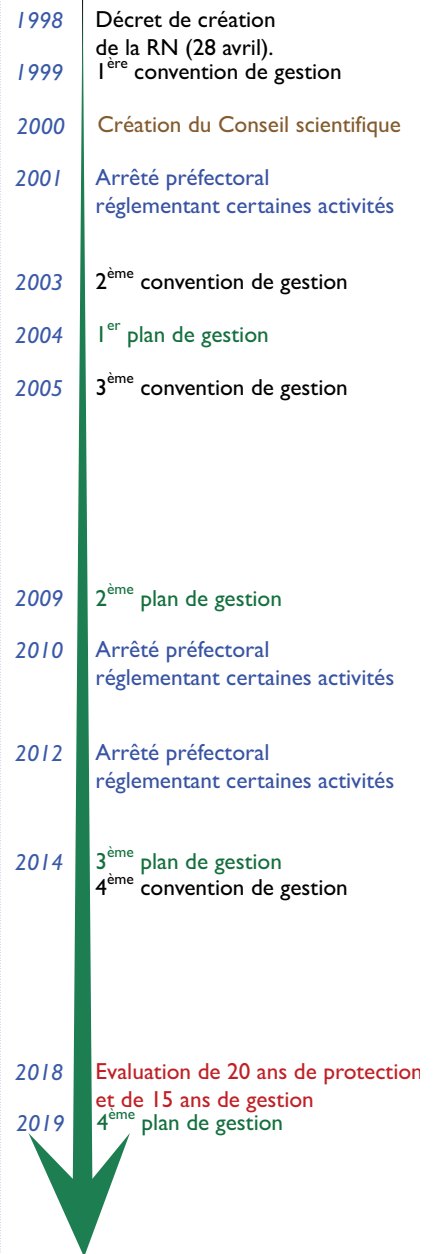 1998 Décret de création
de la RN (28 avril).
1999 1ère convention de gestion
2000 Création du Conseil scientifique
2001 Arrêté préfectoral
réglementant certaines activités
2003 2ème convention de gestion
2004 1er plan de gestion
2005 3ème convention de gestion
2009 2ème plan de gestion
2010 Arrêté préfectoral
réglementant certaines activités
2012 Arrêté préfectoral
réglementant certaines activités
2014 3ème plan de gestion
4ème convention de gestion
2018 Evaluation de 20 ans de protection
et de 15 ans de gestion
2019 4ème plan de gestion